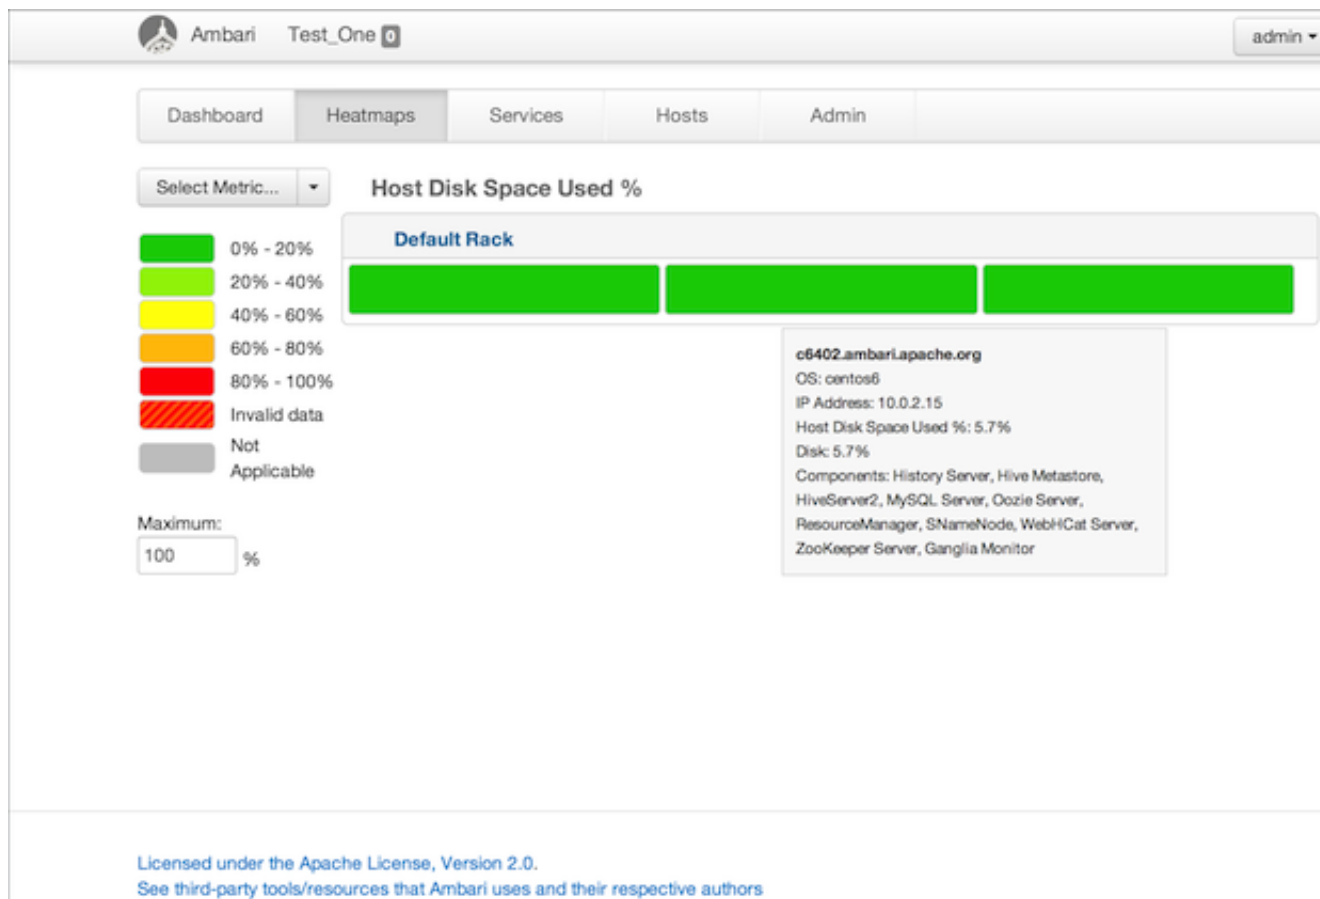 Ambari Test_One 0 admin
Dashboard Heatmaps Services Hosts Admin
Select Metric... Host Disk Space Used %
Default Rack
0% - 20%
20% - 40%
40% - 60%
60% - 80%
80% - 100%
Invalid data
Not
Applicable
Maximum:
100 %
c6402.ambari.apache.org
OS: centos6
IP Address: 10.0.2.15
Host Disk Space Used %: 5.7%
Disk: 5.7%
Components: History Server, Hive Metastore,
HiveServer2, MySQL Server, Oozie Server,
ResourceManager, SNameNode, WebHCat Server,
ZooKeeper Server, Ganglia Monitor
Licensed under the Apache License, Version 2.0.
See third-party tools/resources that Ambari uses and their respective authors